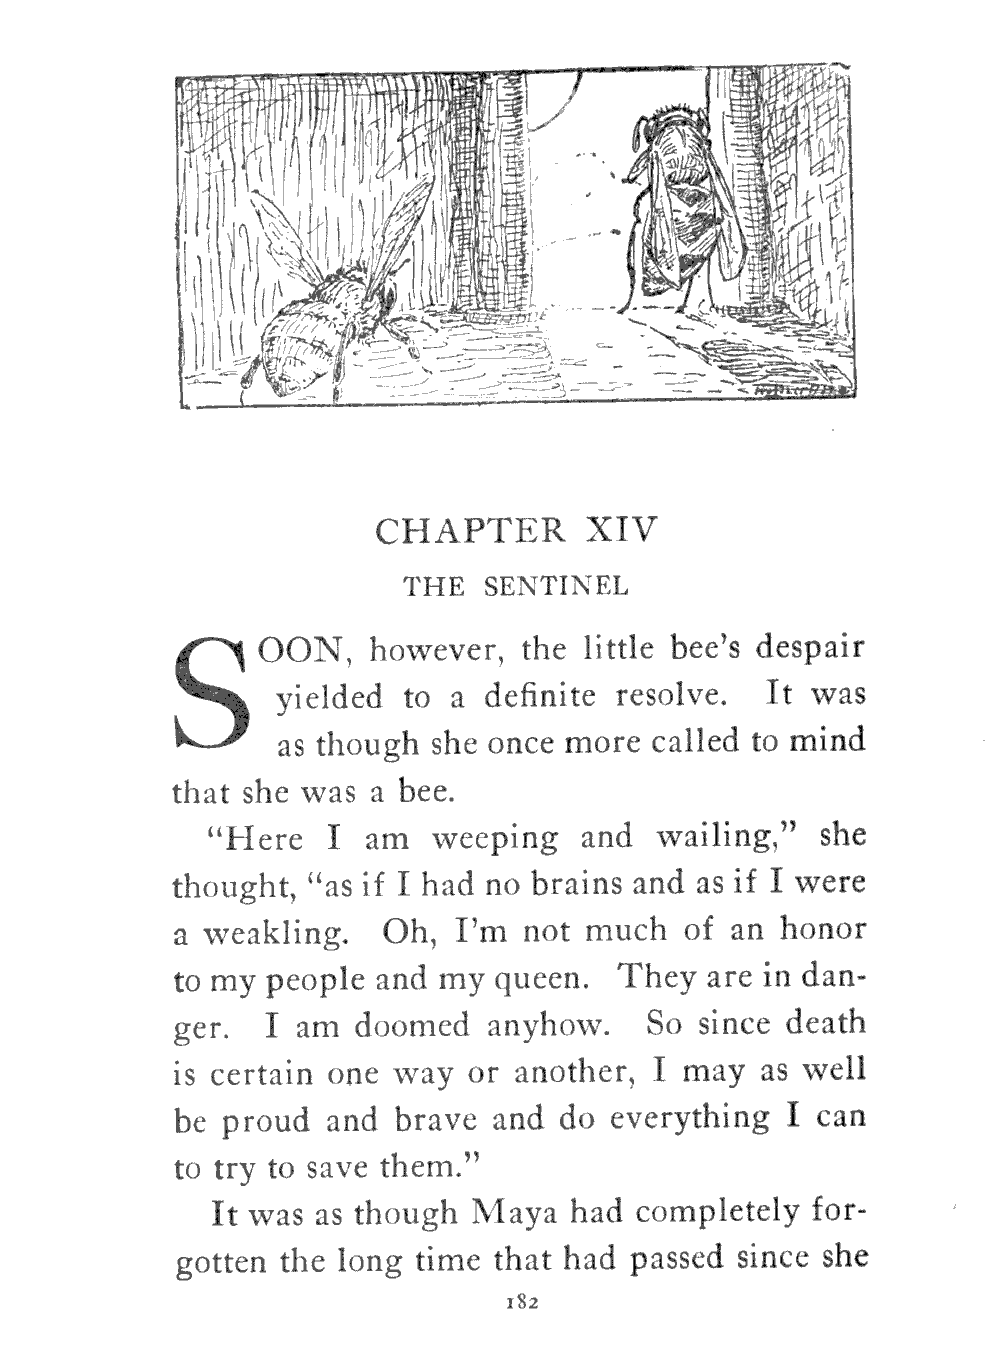 CHAPTER XIV
THE SENTINEL
SOON, however, the little bee's despair
yielded to a definite resolve. It was
as though she once more called to mind
that she was a bee.
"Here I am weeping and wailing," she
thought, "as if I had no brains and as if I were
a weakling. Oh, I'm not much of an honor
to my people and my queen. They are in dan-
ger. I am doomed anyhow. So since death
is certain one way or another, I may as well
be proud and brave and do everything I can
to try to save them."
It was as though Maya had completely for-
gotten the long time that had passed since she
182